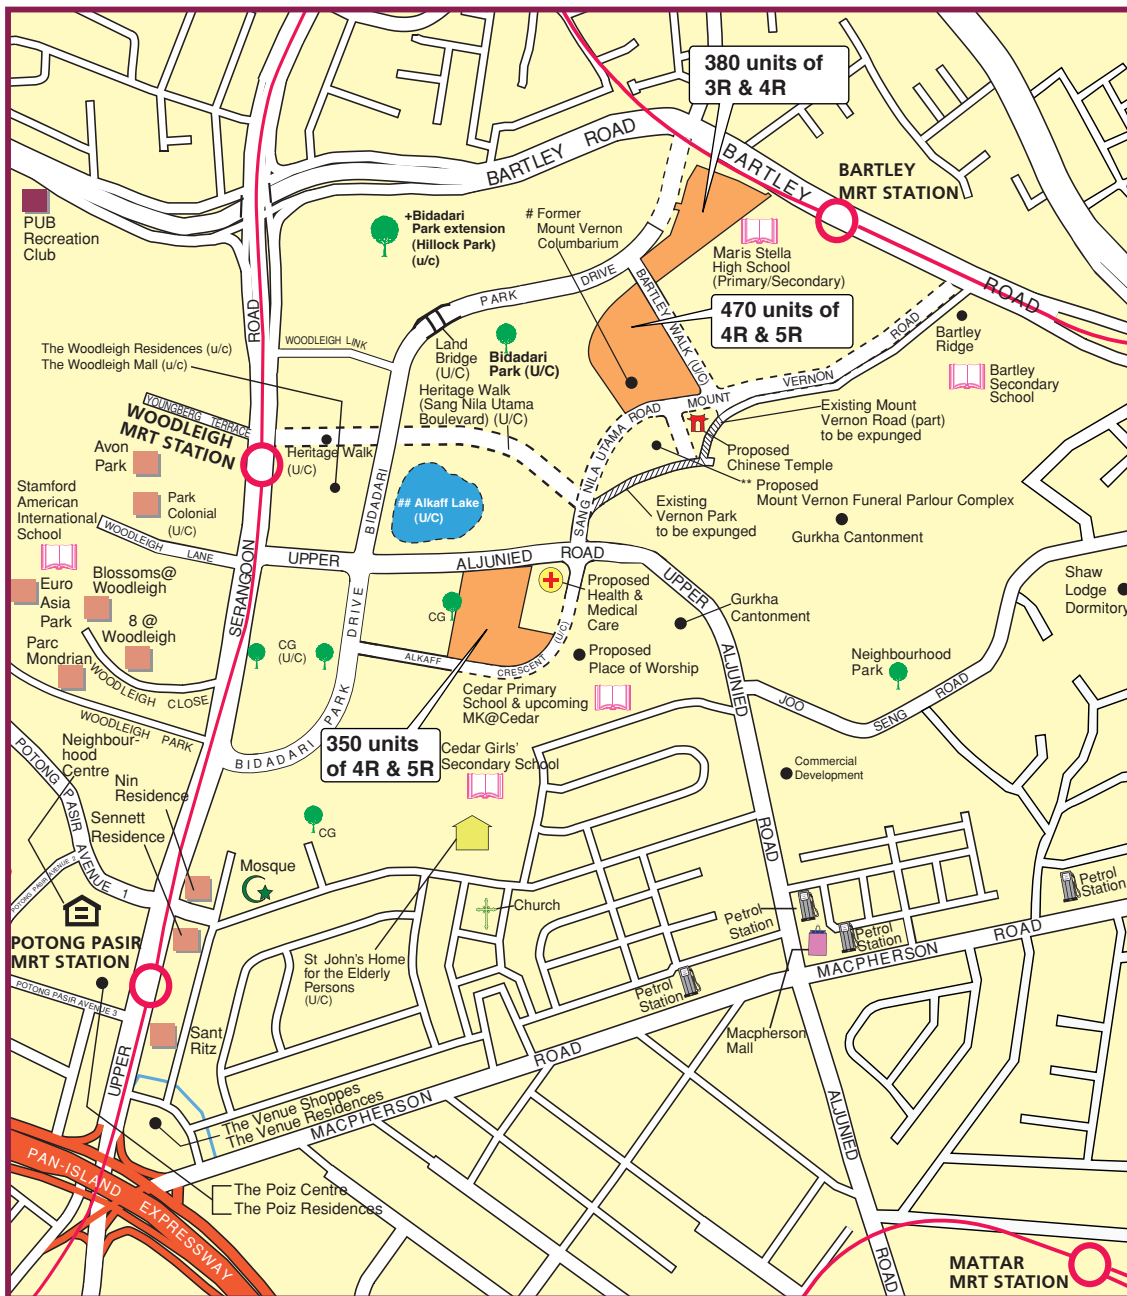 380 units of
3R & 4R
BARTLEY ROAD
BARTLEY
ROAD
BARTLEY
MRT STATION
PUB
Recreation
Club
+Bidadari
Park extension
(Hillock Park)
(u/c)
# Former
Mount Vernon
Columbarium
Maris Stella
High School
(Primary/Secondary)
PARK DRIVE
BARTLEY WALK (U/C)
470 units of
4R & 5R
ROAD
WOODLEIGH LINK
Land
Bridge
(U/C)
Bidadari
Park (U/C)
The Woodleigh Residences (u/c)
The Woodleigh Mall (u/c)
Heritage Walk
(Sang Nila Utama
Boulevard) (U/C)
MOUNT VERNON ROAD
Bartley
Ridge
Bartley
Secondary
School
YOUNGBERG TERRACE
WOODLEIGH
MRT STATION
Existing Mount
Vernon Road (part)
to be expunged
SANG NILA UTAMA ROAD
Avon
Park
Heritage Walk
(U/C)
Proposed
Chinese Temple
** Proposed
Mount Vernon Funeral Parlour Complex
Stamford
American
International
School
Park
Colonial
(U/C)
## Alkaff Lake
(U/C)
Existing
Vernon Park
to be expunged
Gurkha Cantonment
BIDADARI
WOODLEIGH LANE
UPPER
ALJUNIED ROAD
SERANGOON
Euro
Asia
Park
Blossoms@
Woodleigh
8 @
Woodleigh
Parc
Mondrian
WOODLEIGH CLOSE
WOODLEIGH PARK
CG
(U/C)
CG
DRIVE
PARK
BIDADARI
ALKAFF
CRESCENT
(U/C)
Proposed
Health &
Medical
Care
Proposed
Place of Worship
UPPER
ALJUNIED
ROAD
Gurkha
Cantonment
Shaw
Lodge
Dormitory
Neighbourhood
Park
JOO
SENG
ROAD
Cedar Primary
School & upcoming
MK@Cedar
350 units
of 4R & 5R
Cedar Girls'
Secondary School
Commercial
Development
POTONG PASIR AVENUE 1
Neighbour-
hood
Centre
Nin
Residence
Sennett
Residence
POTONG PASIR AVENUE 2
CG
Mosque
Church
St John's Home
for the Elderly
Persons
(U/C)
POTONG PASIR
MRT STATION
POTONG PASIR AVENUE 3
Petrol
Station
Petrol
Station
Petrol
Station
Petrol
Station
MACPHERSON
ROAD
Macpherson
Mall
Sant
Ritz
UPPER
The Venue Shoppes
The Venue Residences
MACPHERSON
ROAD
ALJUNIED
ROAD
PAN-ISLAND EXPRESSWAY
The Poiz Centre
The Poiz Residences
MATTAR
MRT STATION